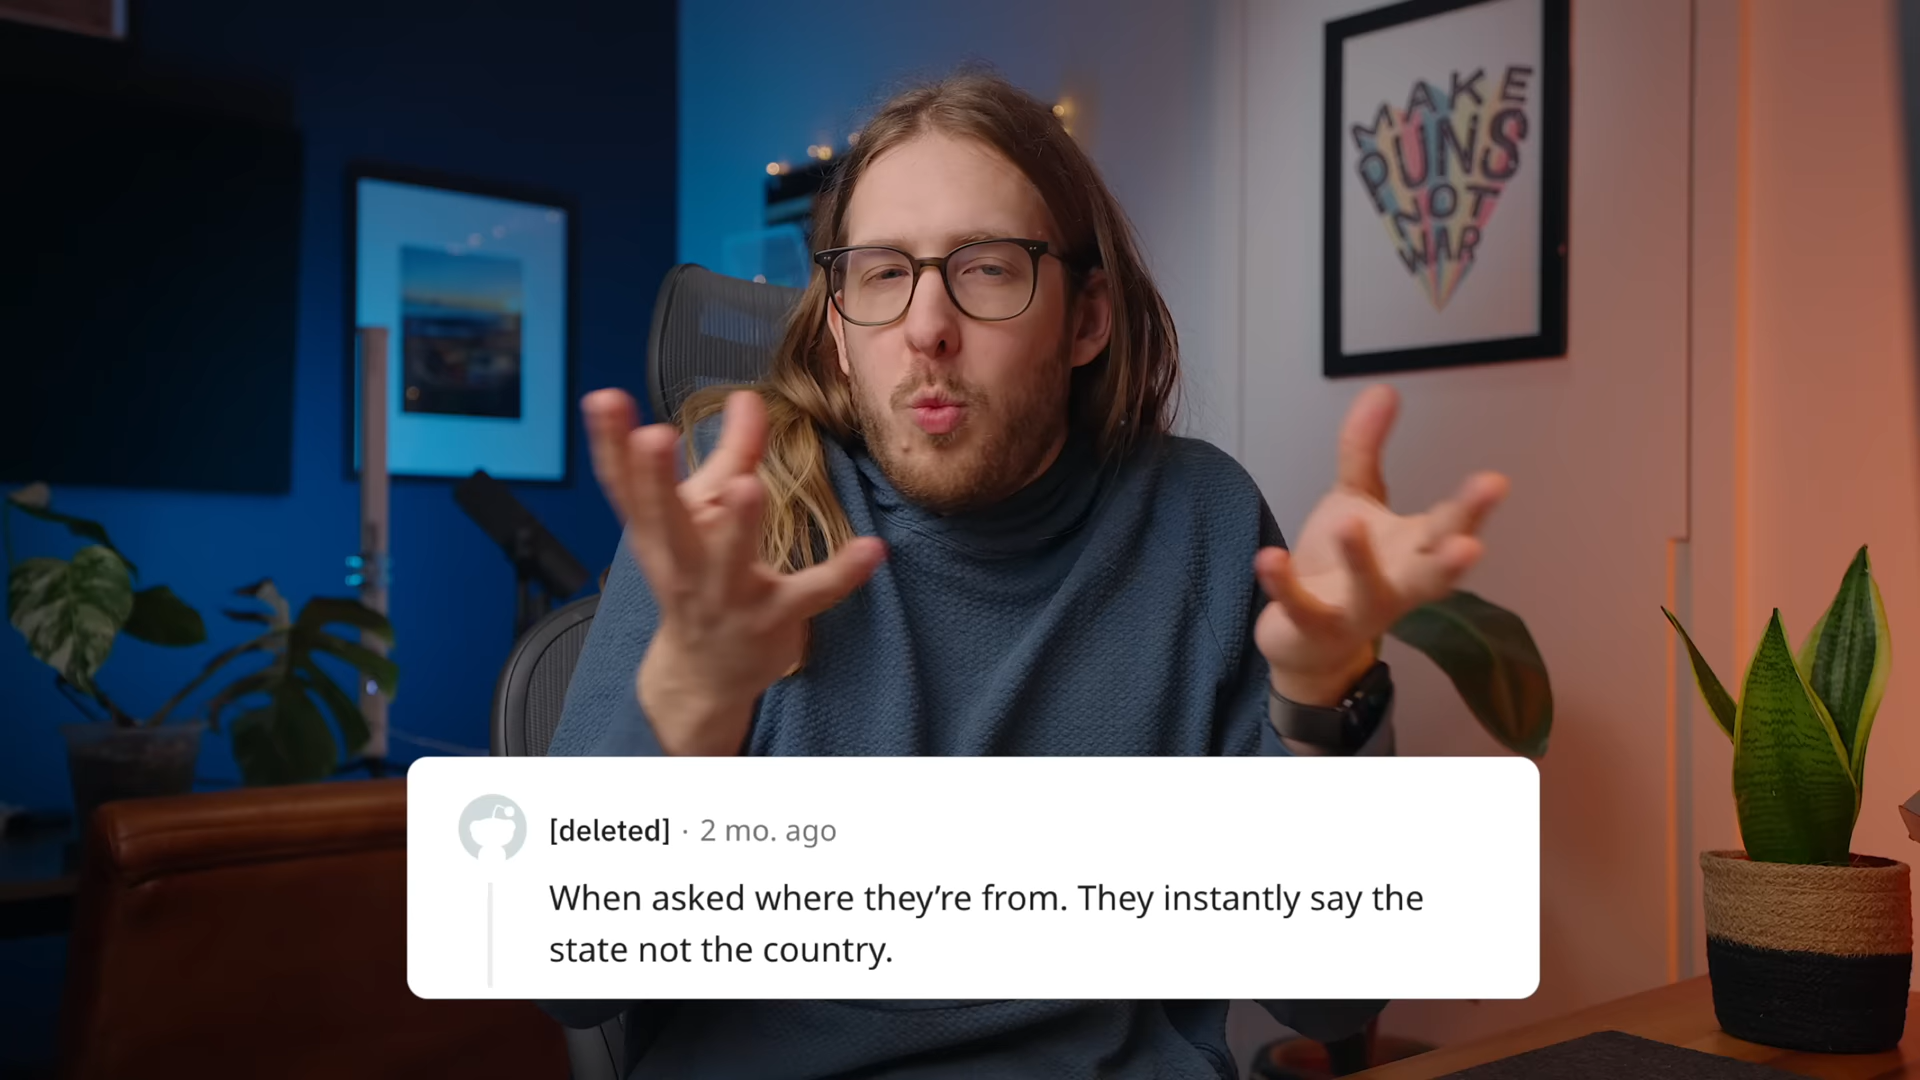 MAKE
PUNS
NOT
WAR
[deleted] · 2 mo. ago
When asked where they’re from. They instantly say the
state not the country.